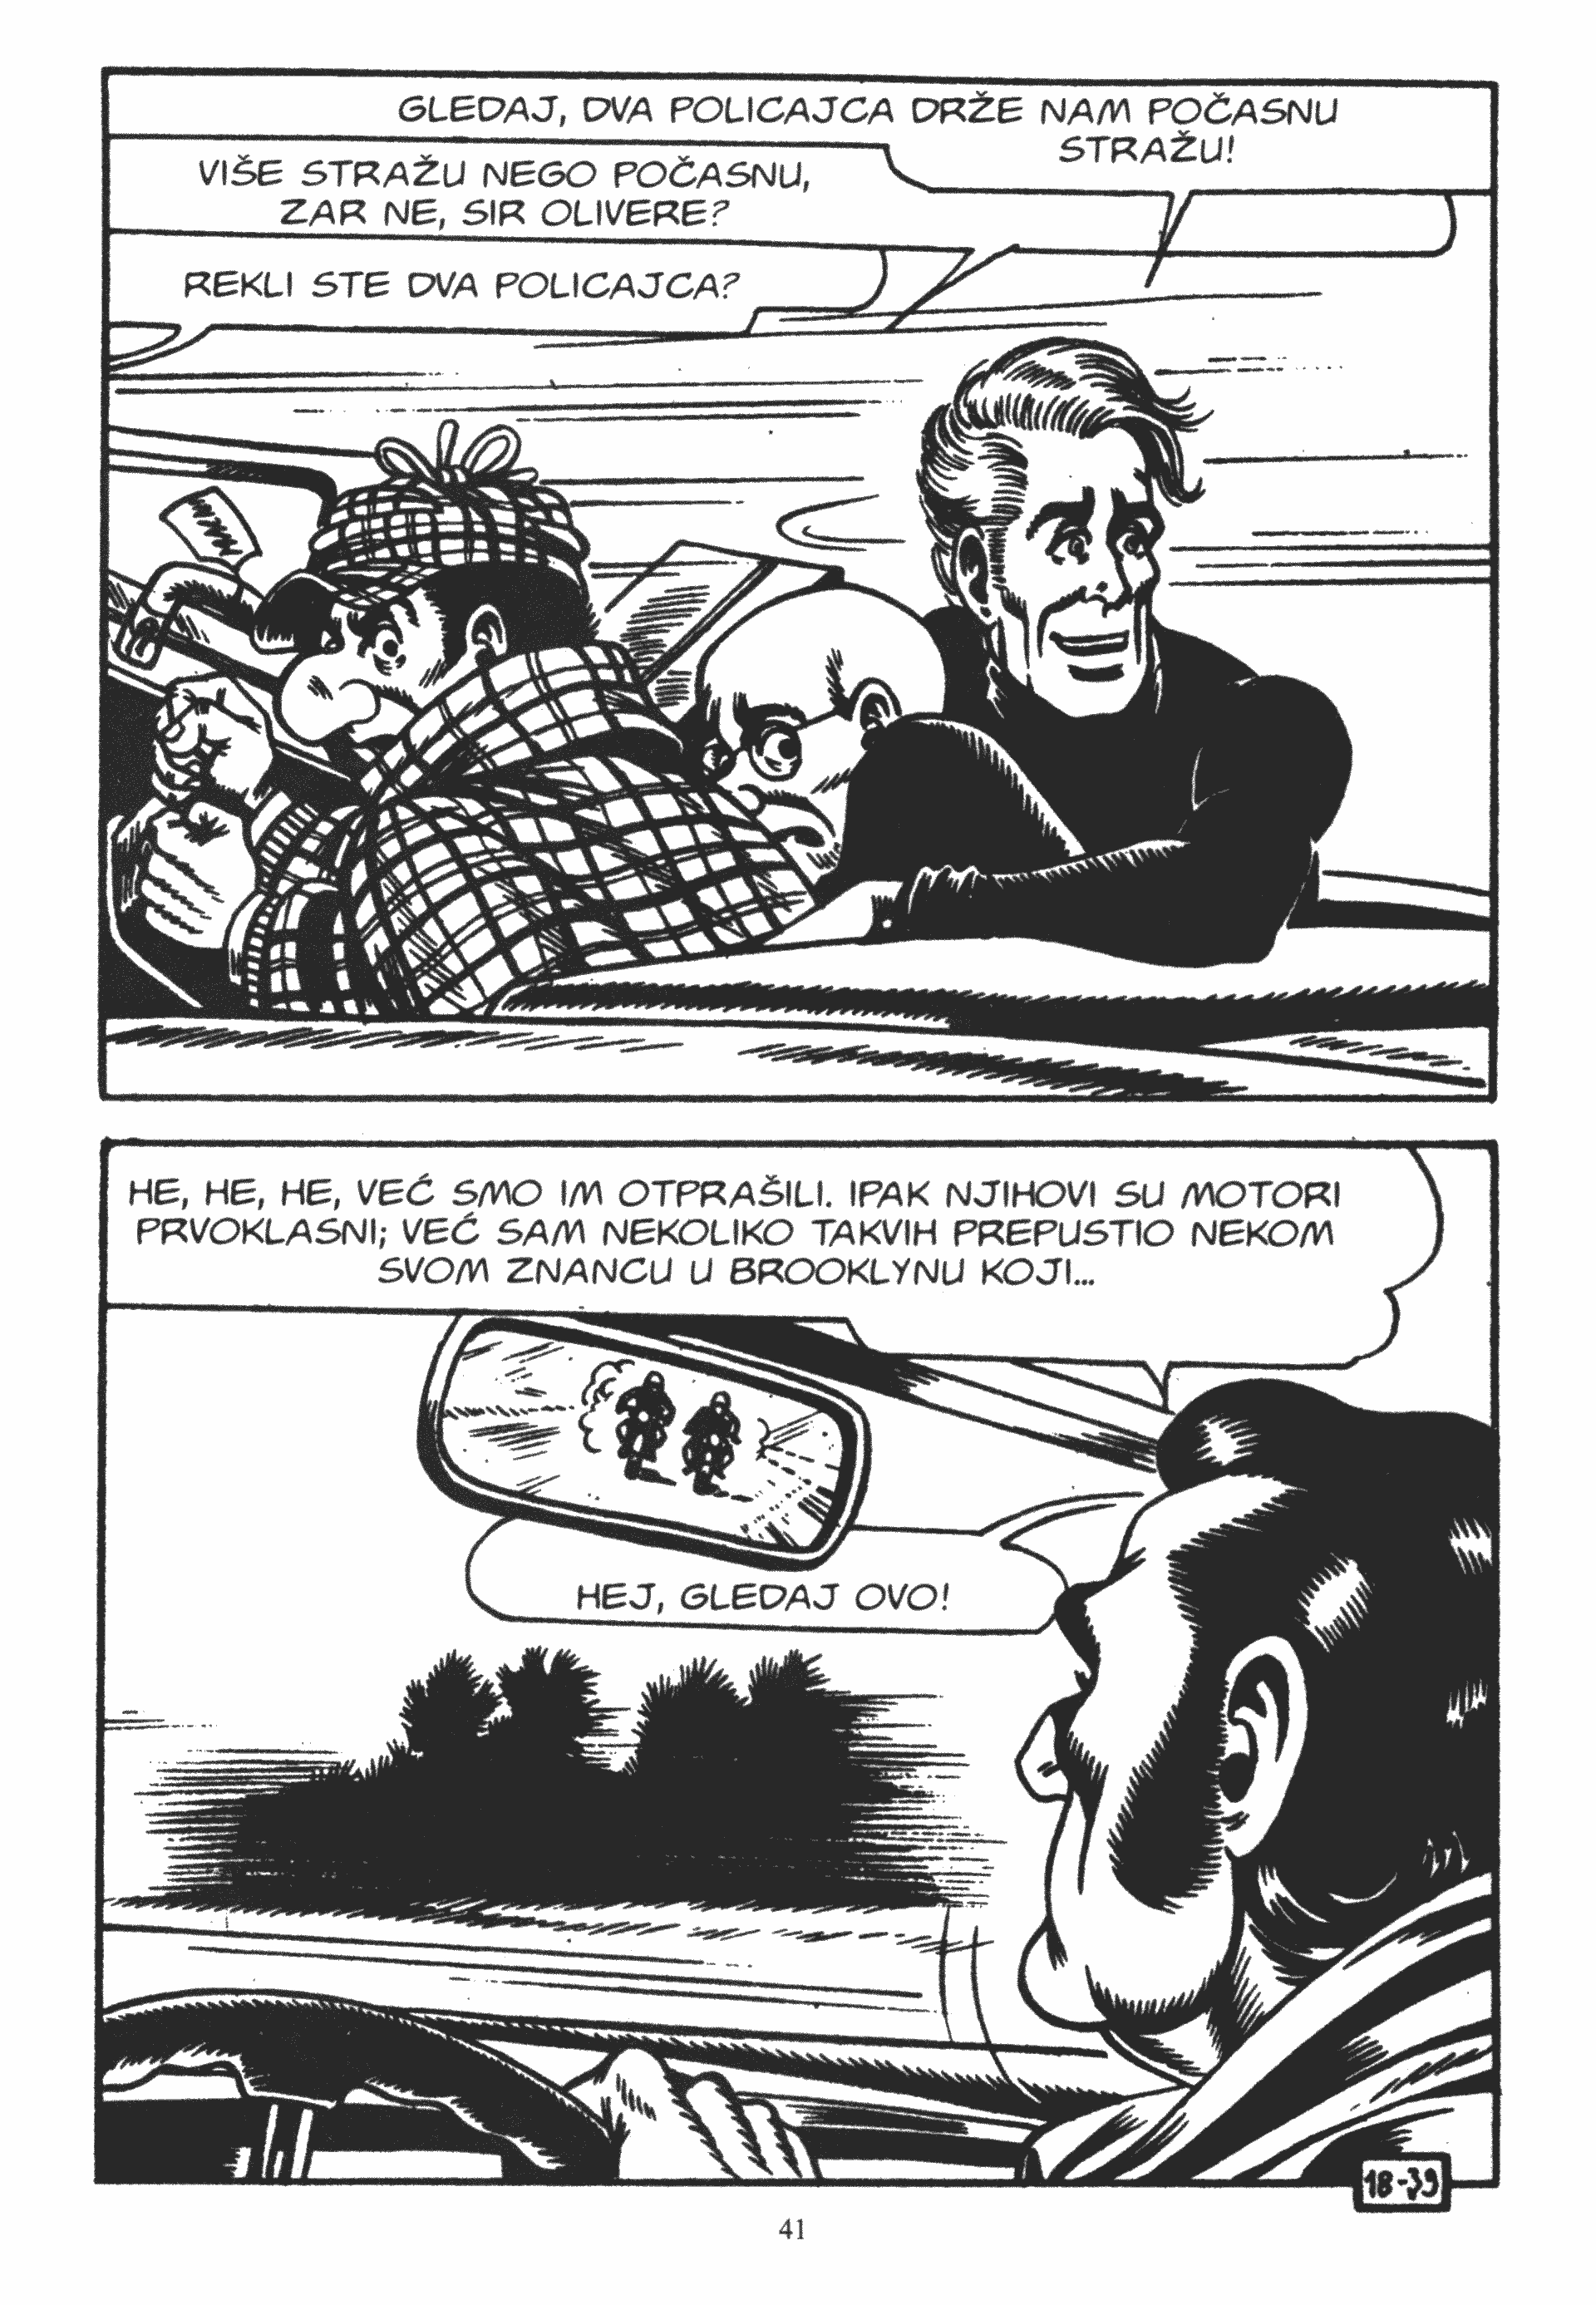 GLEDAJ, DVA POLICAJCA DRŽE NAM POČASNU
STRAŽU!
VIŠE STRAŽU NEGO POČASNU,
ZAR NE, SIR OLIVERE?
REKLI STE DVA POLICAJCA?
HE, HE, HE, VEĆ SMO IM OTPRAŠILI. IPAK NJIHOVI SU MOTORI
PRVOKLASNI; VEĆ SAM NEKOLIKO TAKVIH PREPUSTIO NEKOM
SVOM ZNANCU U BROOKLYNU KOJI...
HEJ, GLEDAJ OVO!
18-39
41